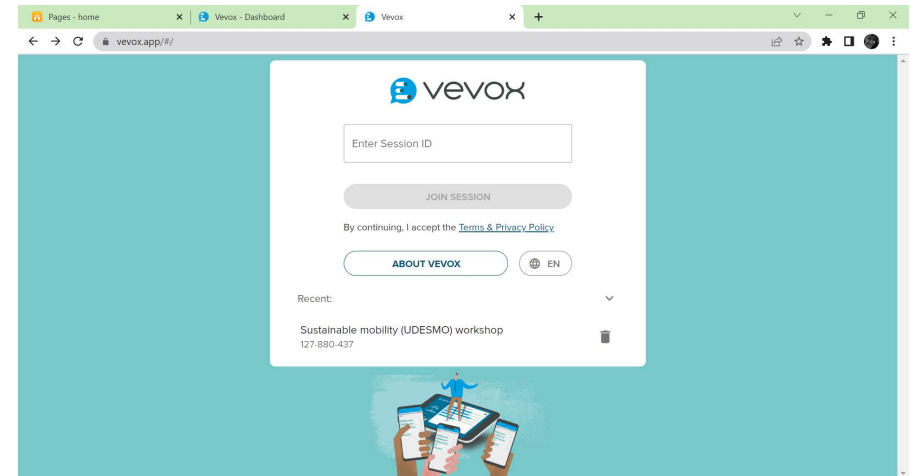 Pages - home
Vevox - Dashboard
Vevox
vevox.app/#/
vevox
Enter Session ID
JOIN SESSION
By continuing, I accept the Terms & Privacy Policy
ABOUT VEVOX
EN
Recent:
Sustainable mobility (UDESMO) workshop
127-880-437